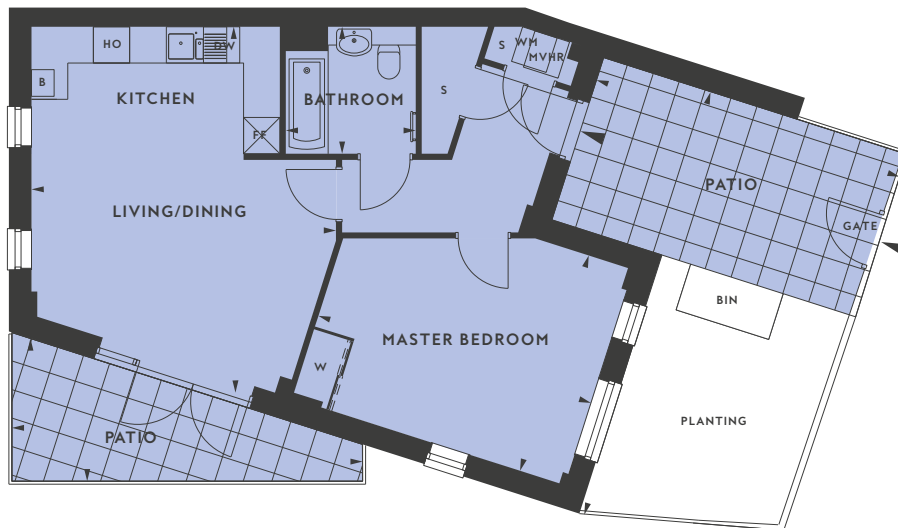 HO
DW
B
KITCHEN
FF
BATHROOM
S
S
WM
MVHR
PATIO
GATE
LIVING/DINING
BIN
MASTER BEDROOM
W
PLANTING
PATIO